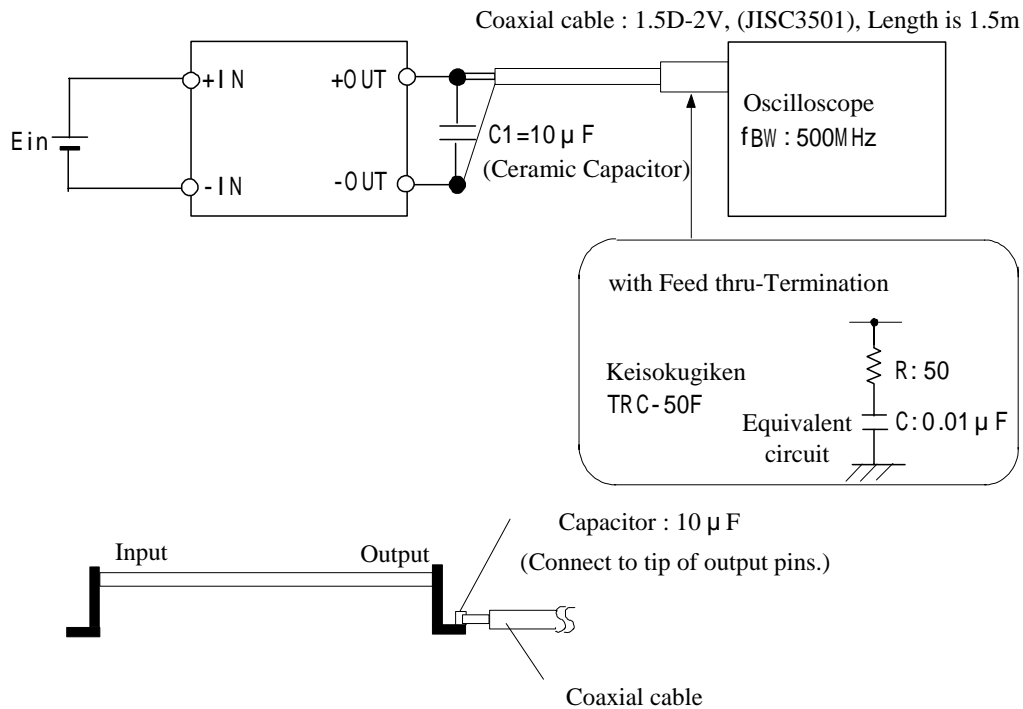 Coaxial cable : 1.5D-2V, (JISC3501), Length is 1.5m
+IN
+OUT
Ein
C1=10μF
(Ceramic Capacitor)
-IN
-OUT
Oscilloscope
fBW : 500MHz
with Feed thru-Termination
Keisokugiken
TRC-50F
R: 50
C:0.01μF
Equivalent
circuit
Capacitor : 10μF
(Connect to tip of output pins.)
Input
Output
Coaxial cable